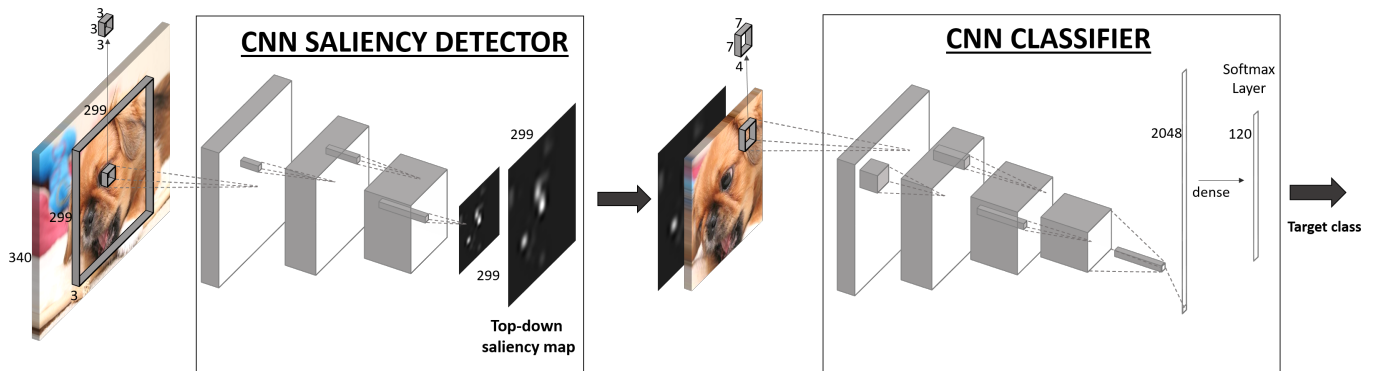 3
3
3
299
299
340
3
CNN SALIENCY DETECTOR
299
299
Top-down
saliency map
7
7
4
CNN CLASSIFIER
2048
dense
Softmax
Layer
120
Target class